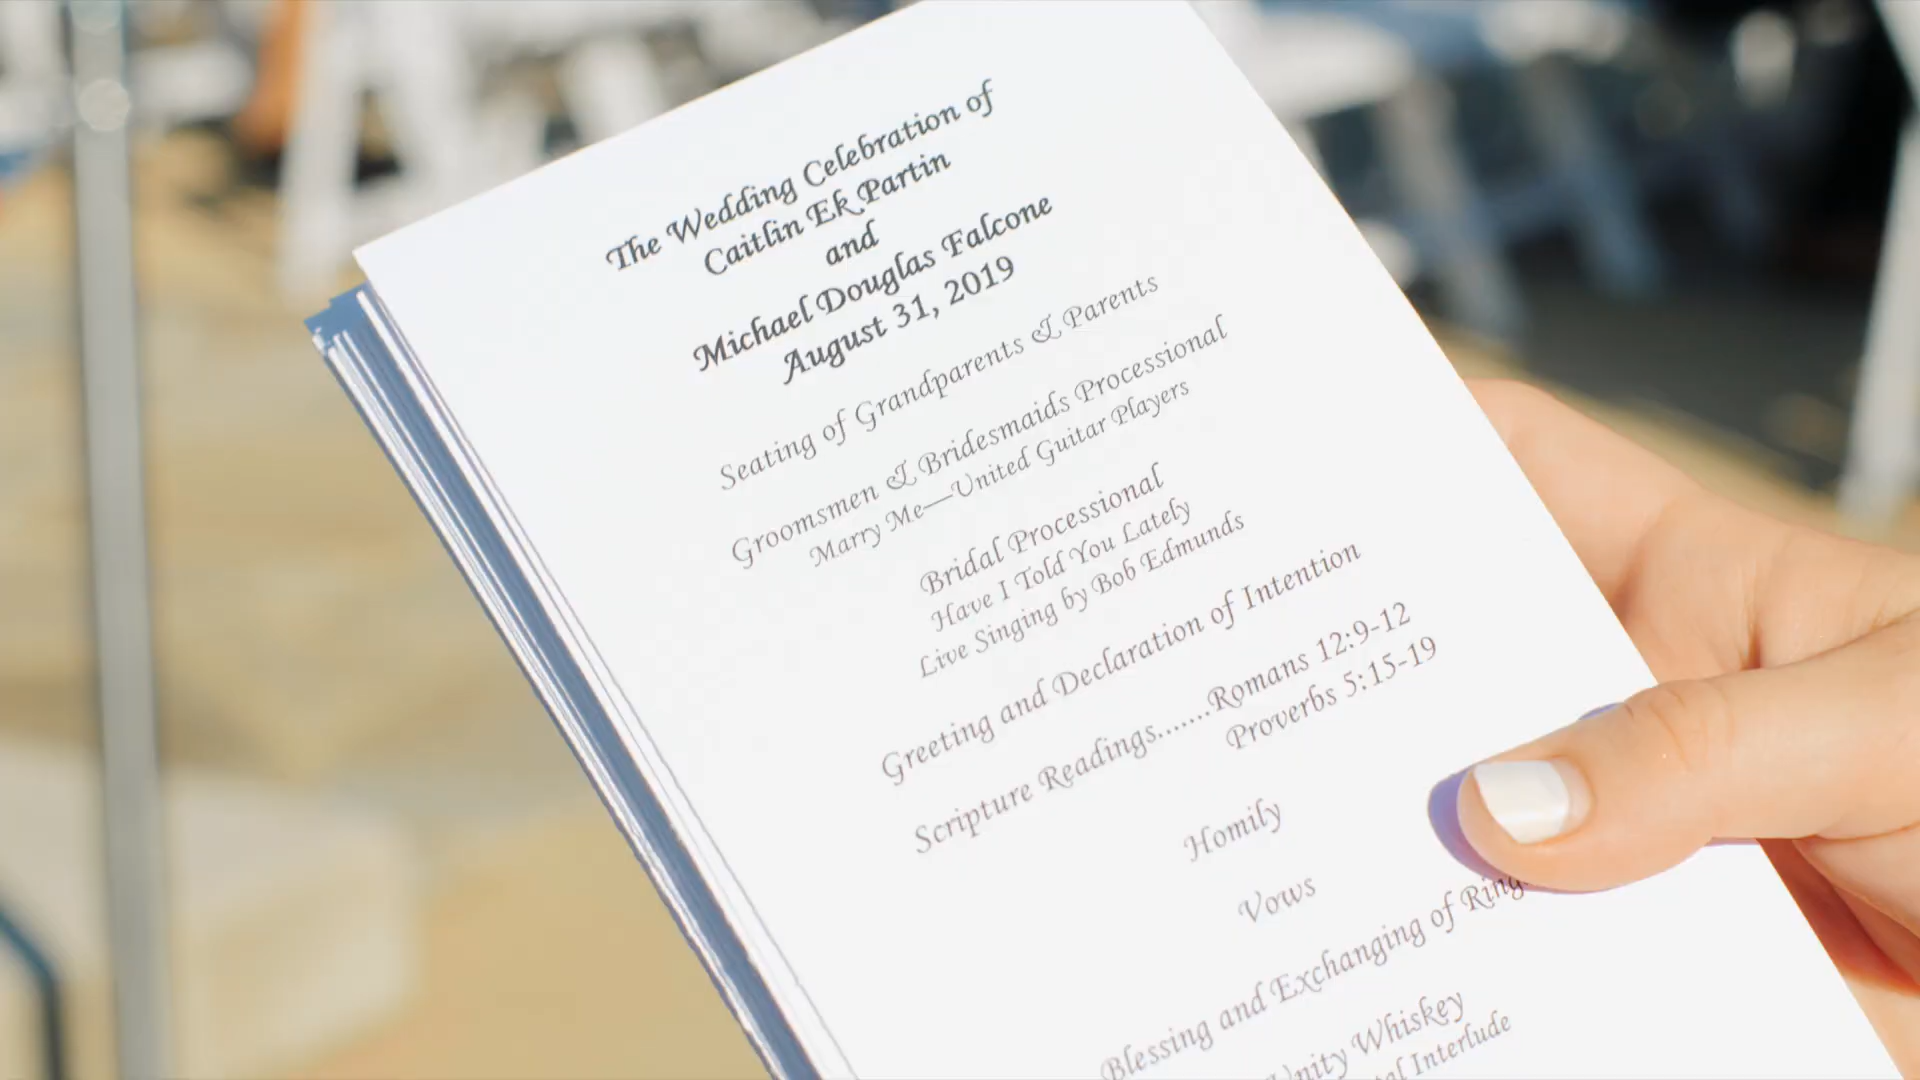 The Wedding Celebration of
Caitlin Ek Partin
and
Michael Douglas Falcone
August 31, 2019
Seating of Grandparents & Parents
Groomsmen & Bridesmaids Processional
Marry Me—United Guitar Players
Bridal Processional
Have I Told You Lately
Live Singing by Bob Edmunds
Greeting and Declaration of Intention
Scripture Readings......Romans 12:9-12
Proverbs 5:15-19
Homily
Vows
Blessing and Exchanging of Ring
Unity Whiskey
Interlude